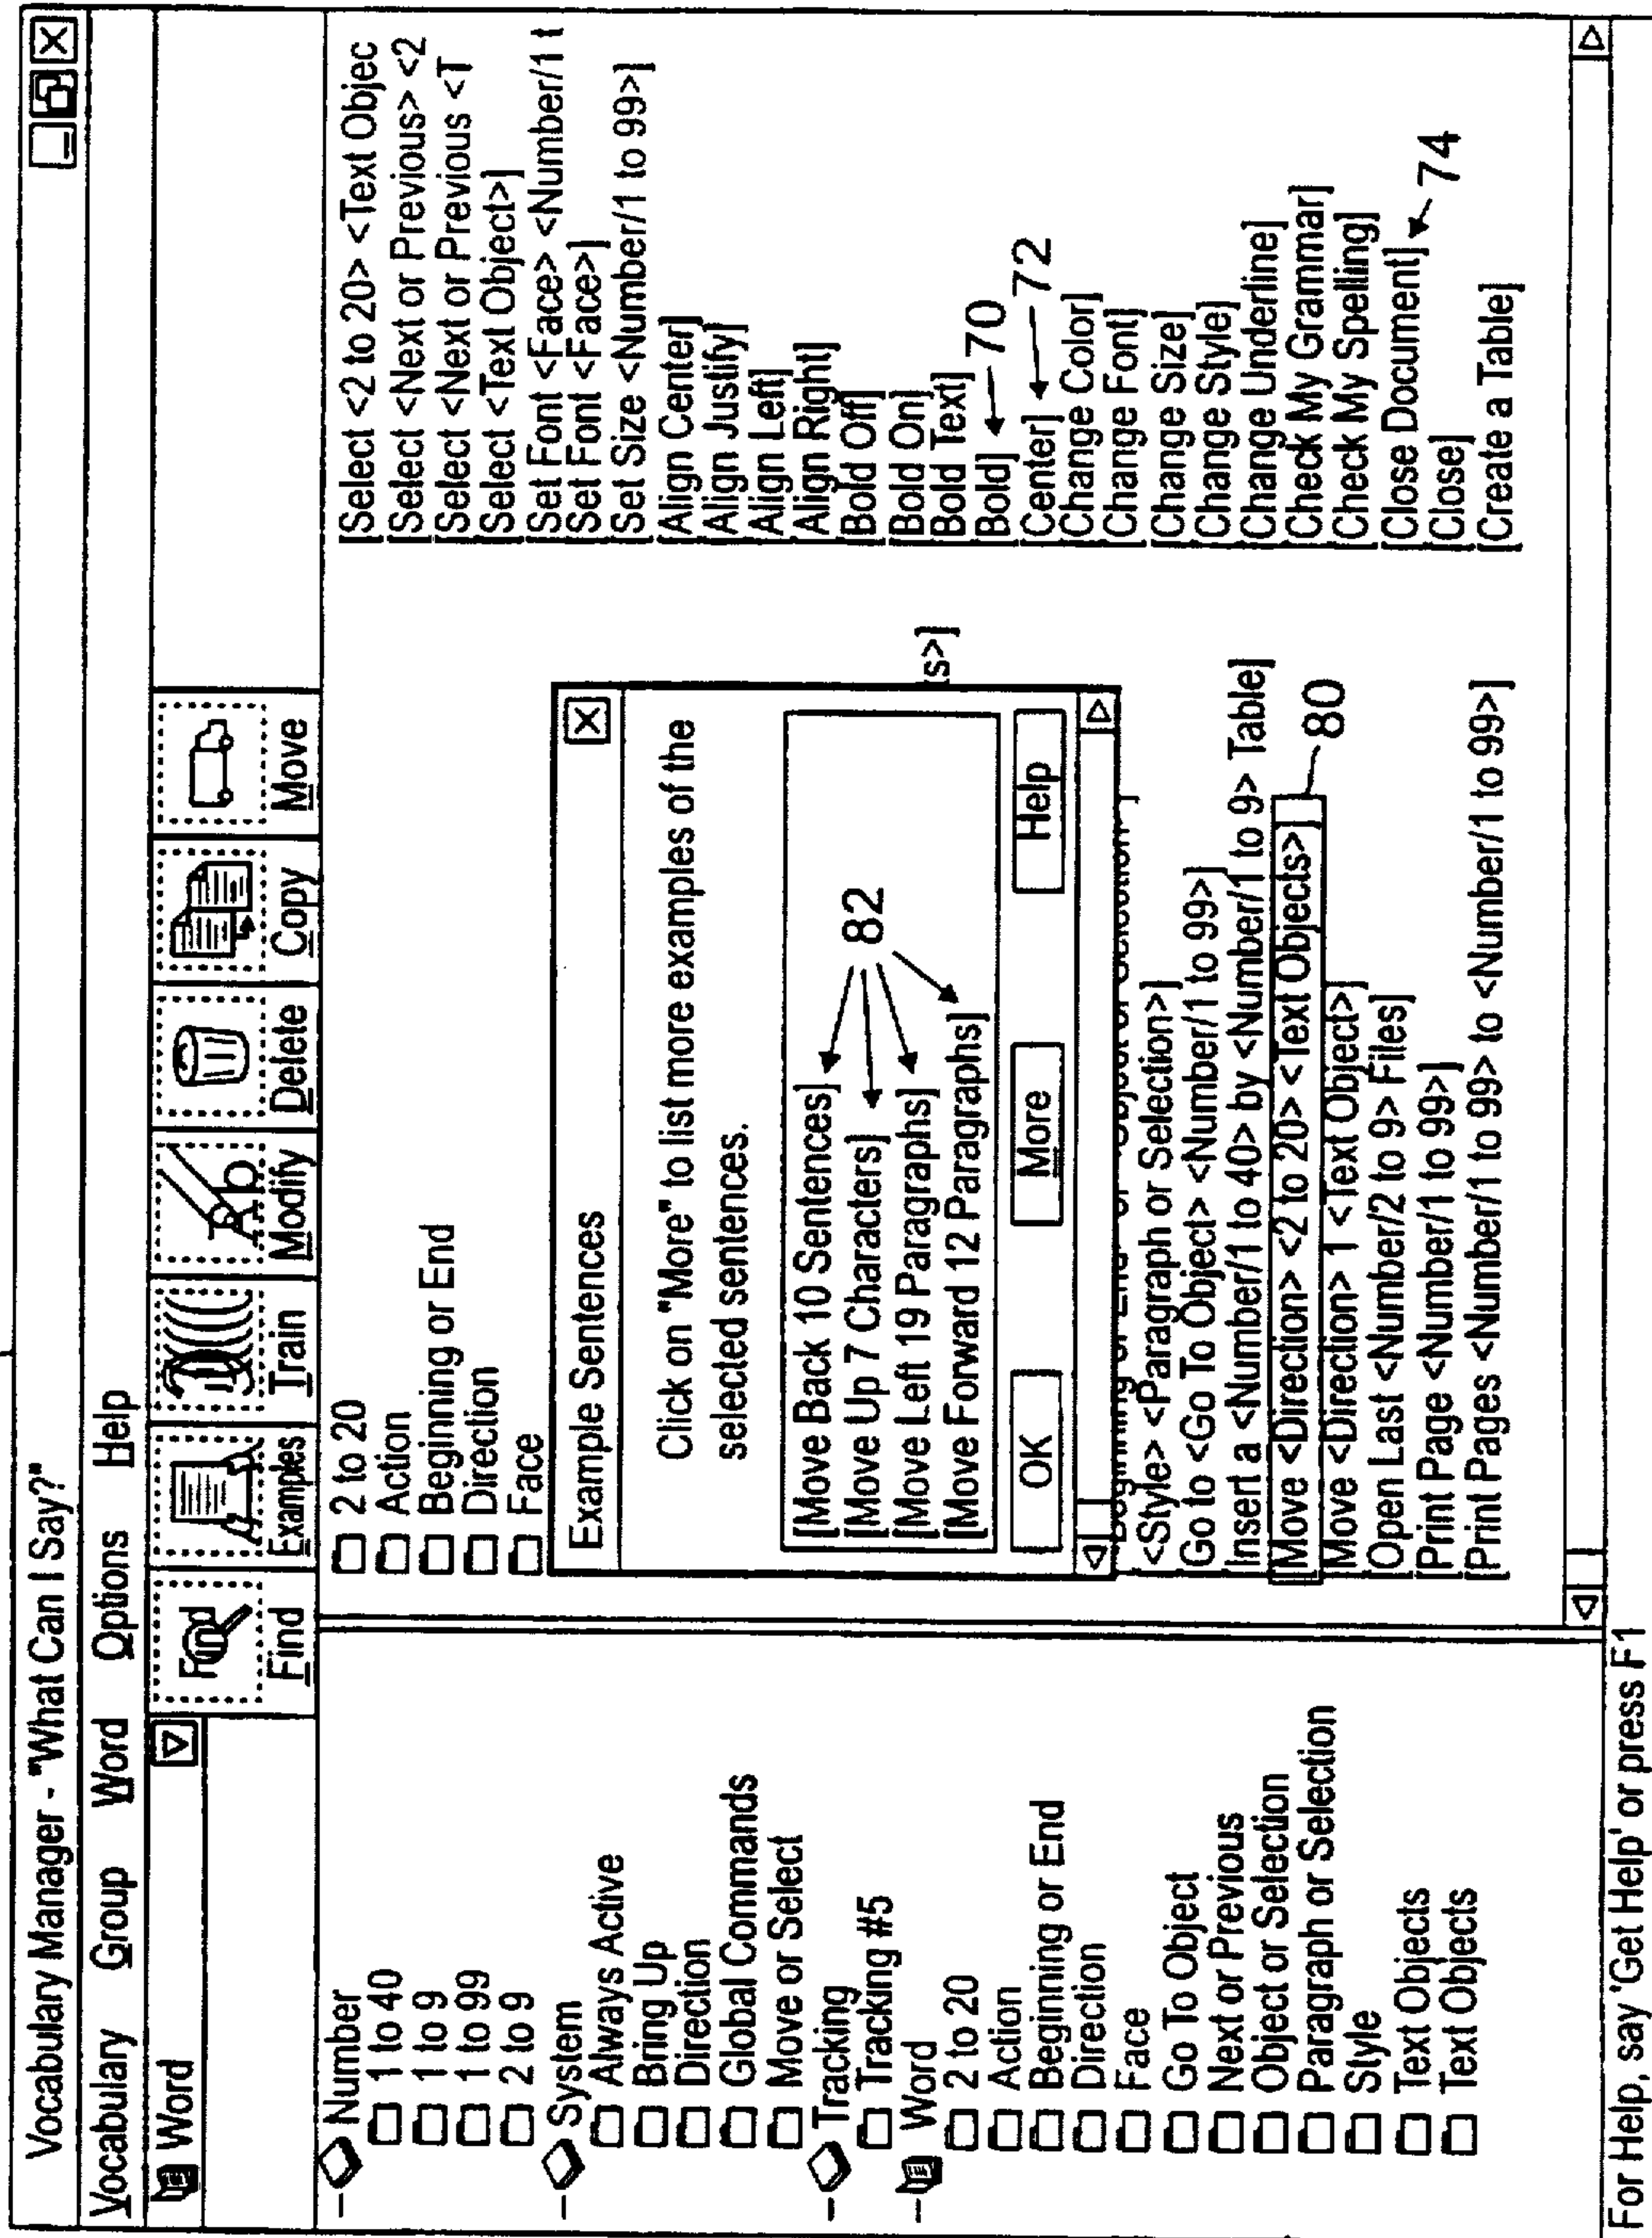 Vocabulary Manager - "What Can I Say?"
Vocabulary Group Word Options Help
Word
Find Examples Train Modify Delete Copy Move
Number
1 to 40
1 to 9
1 to 99
2 to 9
System
Always Active
Bring Up
Direction
Global Commands
Move or Select
Tracking
Tracking #5
Word
2 to 20
Action
Beginning or End
Direction
Face
Go To Object
Next or Previous
Object or Selection
Paragraph or Selection
Style
Text Objects
Text Objects
2 to 20
Action
Beginning or End
Direction
Face
Example Sentences
Click on "More" to list more examples of the
selected sentences.
[Move Back 10 Sentences]
[Move Up 7 Characters]
[Move Left 19 Paragraphs]
[Move Forward 12 Paragraphs]
82
OK More Help
s>]
[<Style> <Paragraph or Selection>]
[Go to <Go To Object> <Number/1 to 99>]
[Insert a <Number/1 to 40> by <Number/1 to 9> Table]
[Move <Direction> <2 to 20> <Text Objects>] 80
[Move <Direction> 1 <Text Object>]
[Open Last <Number/2 to 9> Files]
[Print Page <Number/1 to 99>]
[Print Pages <Number/1 to 99> to <Number/1 to 99>]
[Select <2 to 20> <Text Objec
[Select <Next or Previous> <2
[Select <Next or Previous <T
[Select <Text Object>]
[Set Font <Face> <Number/1 t
[Set Font <Face>]
[Set Size <Number/1 to 99>]
[Align Center]
[Align Justify]
[Align Left]
[Align Right]
[Bold Off]
[Bold On]
[Bold Text]
[Bold] 70
[Center] 72
[Change Color]
[Change Font]
[Change Size]
[Change Style]
[Change Underline]
[Check My Grammar]
[Check My Spelling]
[Close Document] 74
[Close]
[Create a Table]
For Help, say 'Get Help' or press F1